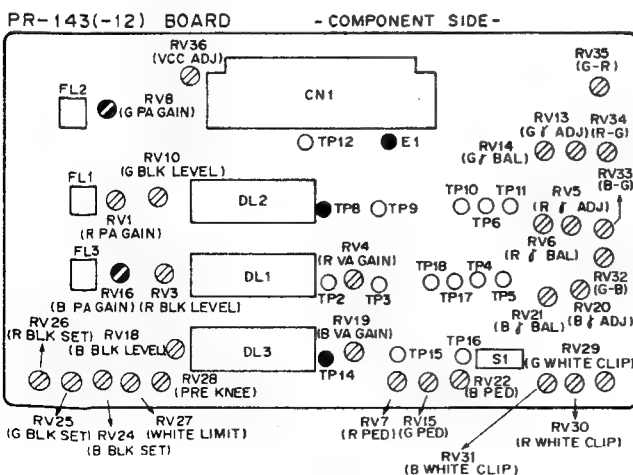 PR-143(-12) BOARD -COMPONENT SIDE-
RV36
(VCC ADJ)
RV35
(G-R)
FL2
RV8
(G PA GAIN)
CN1
RV13
(G γ ADJ)
RV34
(R-G)
TP12
E1
RV14
(G γ BAL)
RV10
(G BLK LEVEL)
RV33
(B-G)
FL1
RV1
(R PA GAIN)
DL2
TP8
TP9
TP10
TP11
TP6
RV5
(R γ ADJ)
RV6
(R γ BAL)
FL3
RV16
(B PA GAIN)
RV3
(R BLK LEVEL)
DL1
RV4
(R VA GAIN)
TP2
TP3
TP18
TP4
TP17
TP5
RV32
(G-B)
RV21
(B γ BAL)
RV20
(B γ ADJ)
RV26
(R BLK SET)
RV18
(B BLK LEVEL)
DL3
RV19
(B VA GAIN)
TP14
TP15
TP16
S1
RV29
(G WHITE CLIP)
RV28
(PRE KNEE)
RV22
(B PED)
RV25
(G BLK SET)
RV24
(B BLK SET)
RV27
(WHITE LIMIT)
RV7
(R PED)
RV15
(G PED)
RV30
(R WHITE CLIP)
RV31
(B WHITE CLIP)